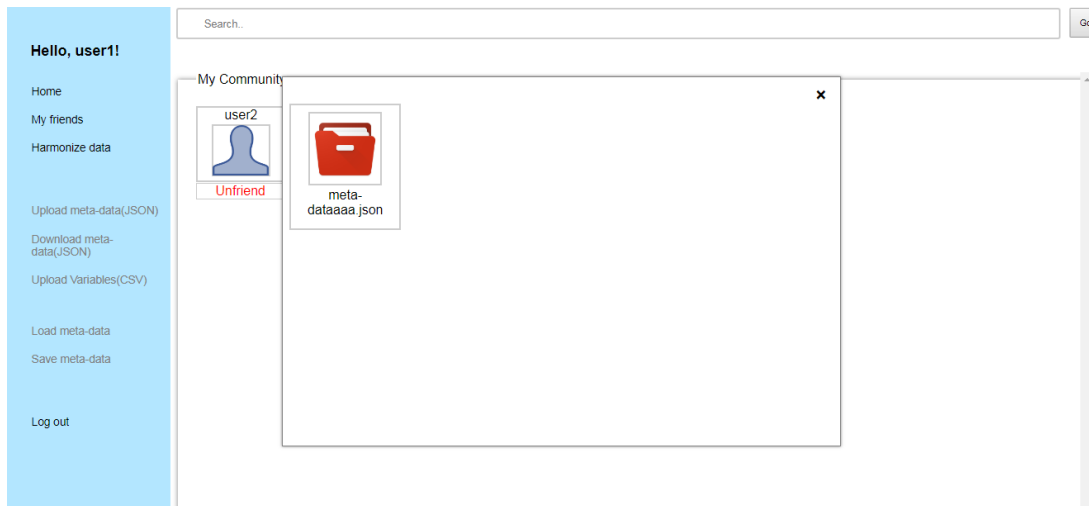 Hello, user1!
Home
My friends
Harmonize data
Upload meta-data(JSON)
Download meta-
data(JSON)
Upload Variables(CSV)
Load meta-data
Save meta-data
Log out
Search..
Go
My Community
user2
Unfriend
×
meta-
dataaaa.json